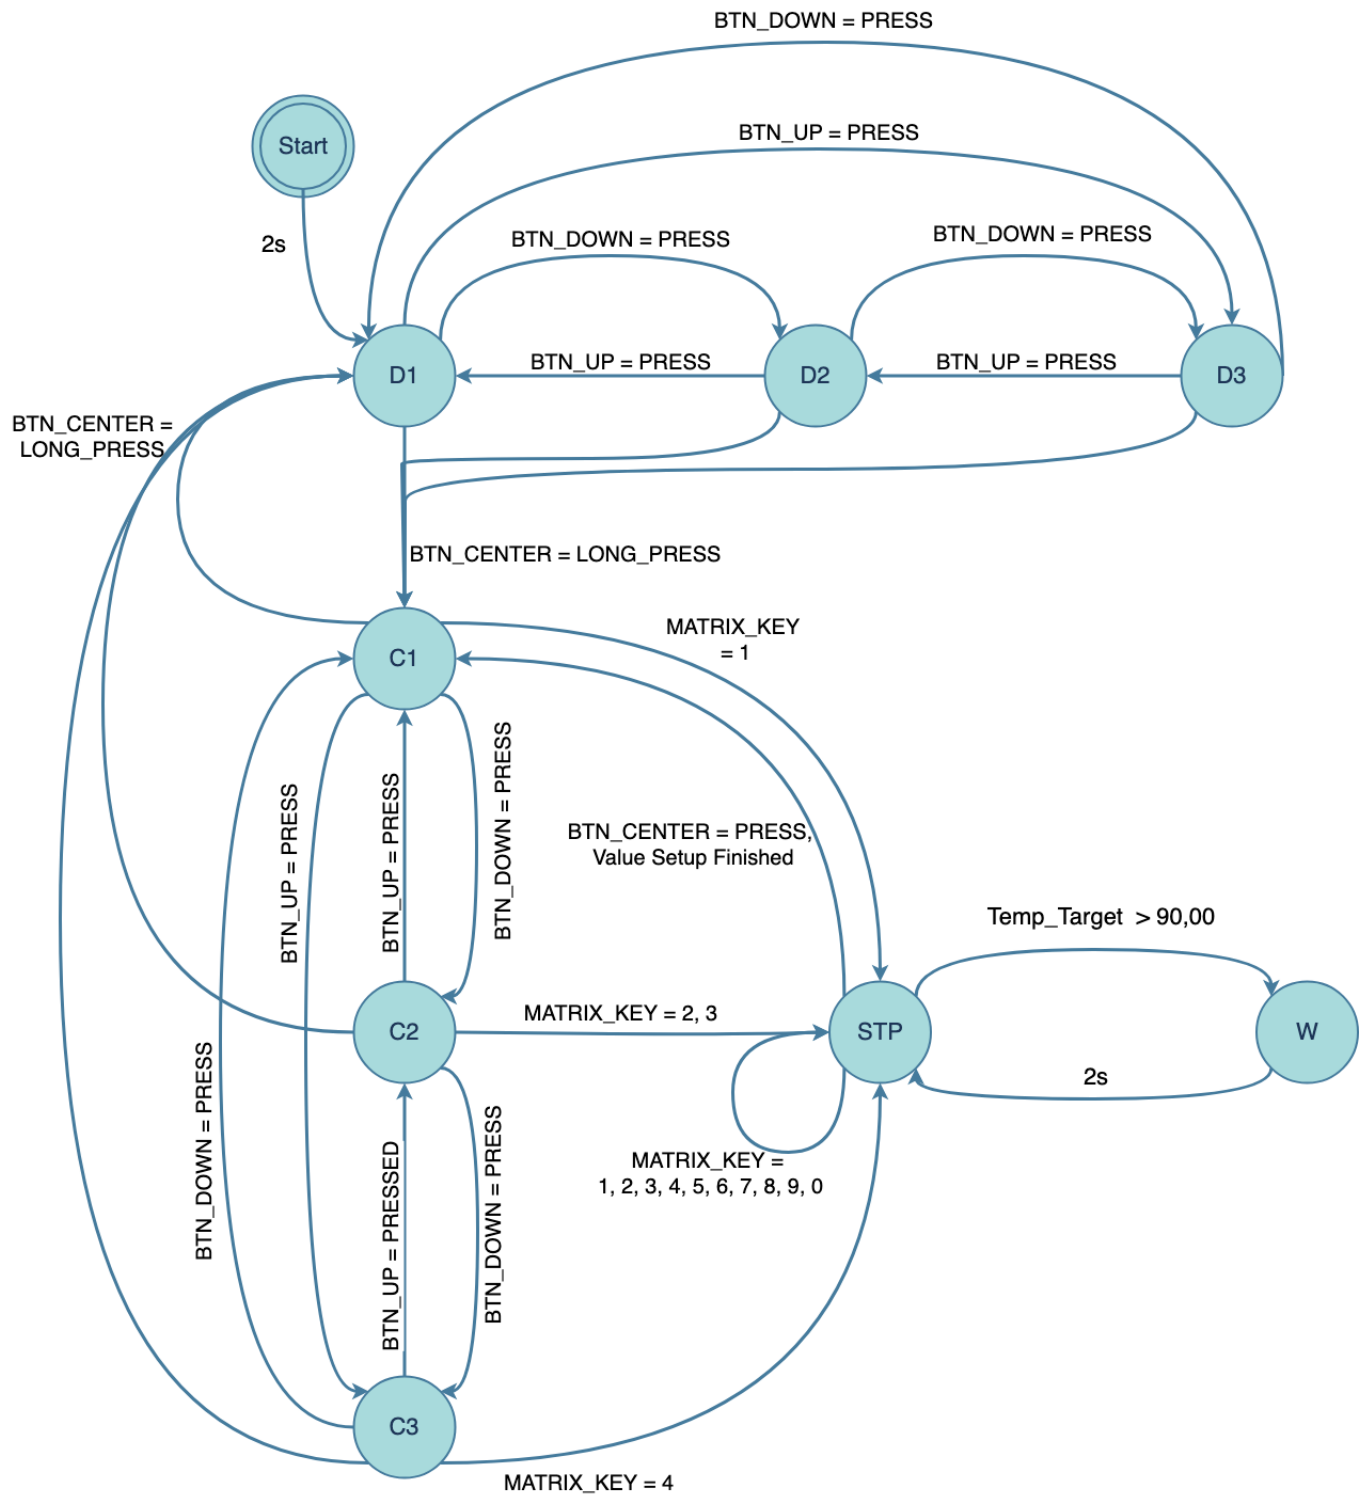 BTN_DOWN = PRESS
BTN_UP = PRESS
Start
2s
BTN_DOWN = PRESS
BTN_DOWN = PRESS
D1
BTN_UP = PRESS
D2
BTN_UP = PRESS
D3
BTN_CENTER =
LONG_PRESS
BTN_CENTER = LONG_PRESS
MATRIX_KEY
= 1
C1
BTN_UP = PRESS
BTN_UP = PRESS
BTN_DOWN = PRESS
BTN_CENTER = PRESS,
Value Setup Finished
Temp_Target  > 90,00
C2
MATRIX_KEY = 2, 3
STP
W
2s
BTN_DOWN = PRESS
BTN_UP = PRESSED
BTN_DOWN = PRESS
MATRIX_KEY =
1, 2, 3, 4, 5, 6, 7, 8, 9, 0
C3
MATRIX_KEY = 4